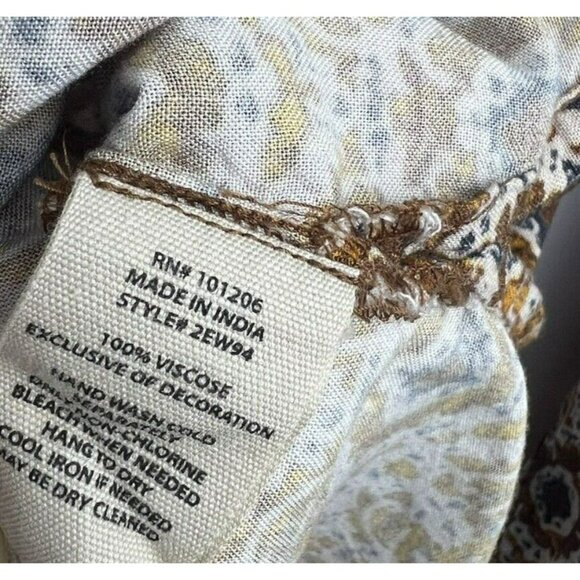 RN# 101206
MADE IN INDIA
STYLE# 2EW94
100% VISCOSE
EXCLUSIVE OF DECORATION
HAND WASH COLD
ONLY SEPARATELY
NON-CHLORINE
BLEACH WHEN NEEDED
HANG TO DRY
COOL IRON IF NEEDED
MAY BE DRY CLEANED